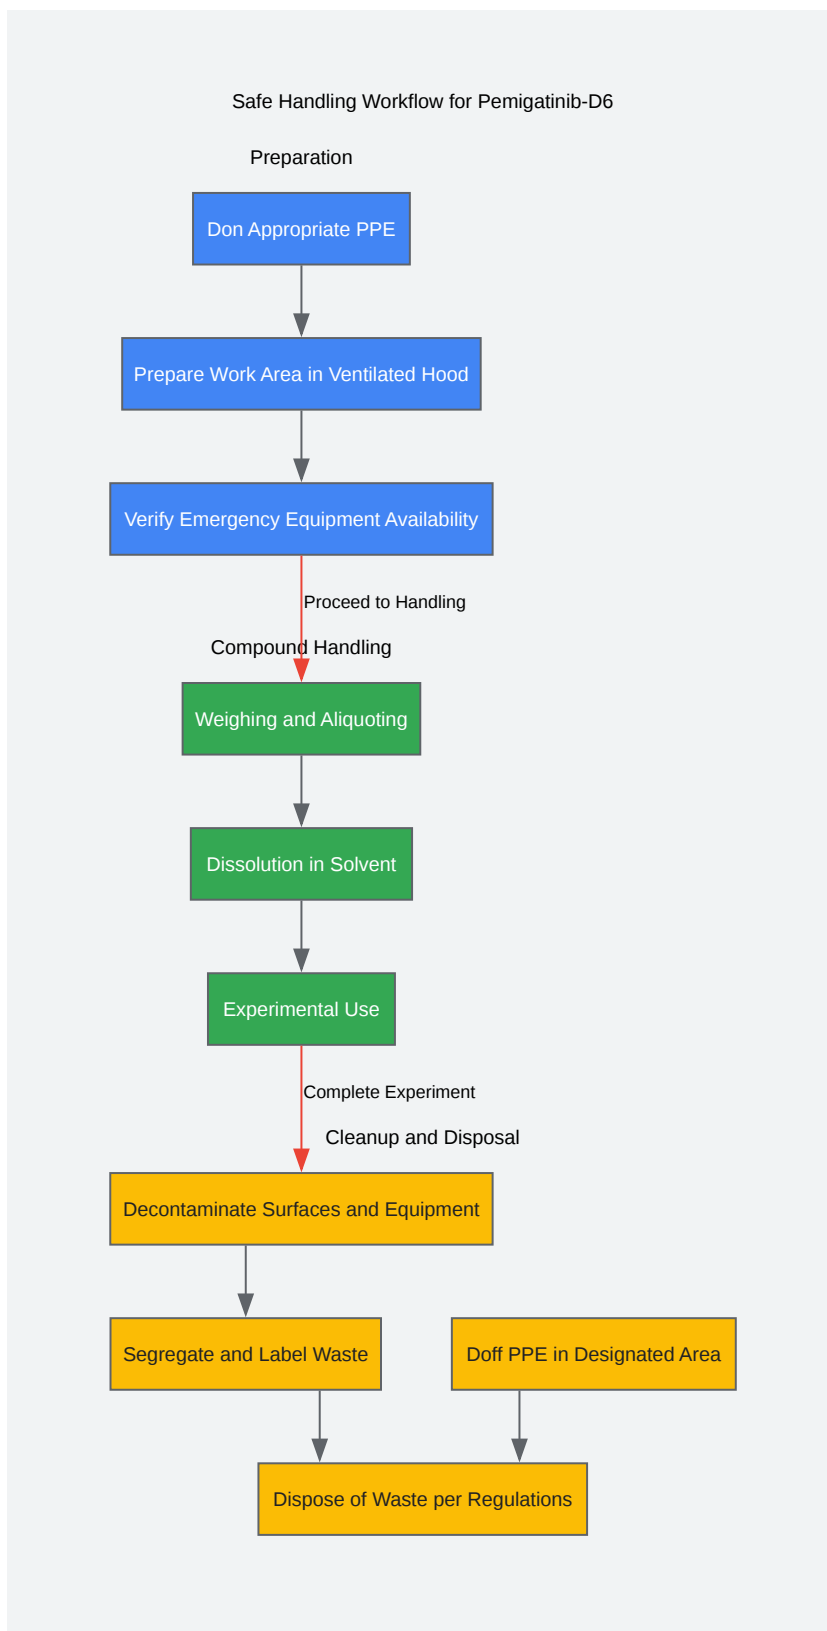 Safe Handling Workflow for Pemigatinib-D6
Preparation
Don Appropriate PPE
Prepare Work Area in Ventilated Hood
Verify Emergency Equipment Availability
Proceed to Handling
Compound Handling
Weighing and Aliquoting
Dissolution in Solvent
Experimental Use
Complete Experiment
Cleanup and Disposal
Decontaminate Surfaces and Equipment
Segregate and Label Waste
Doff PPE in Designated Area
Dispose of Waste per Regulations